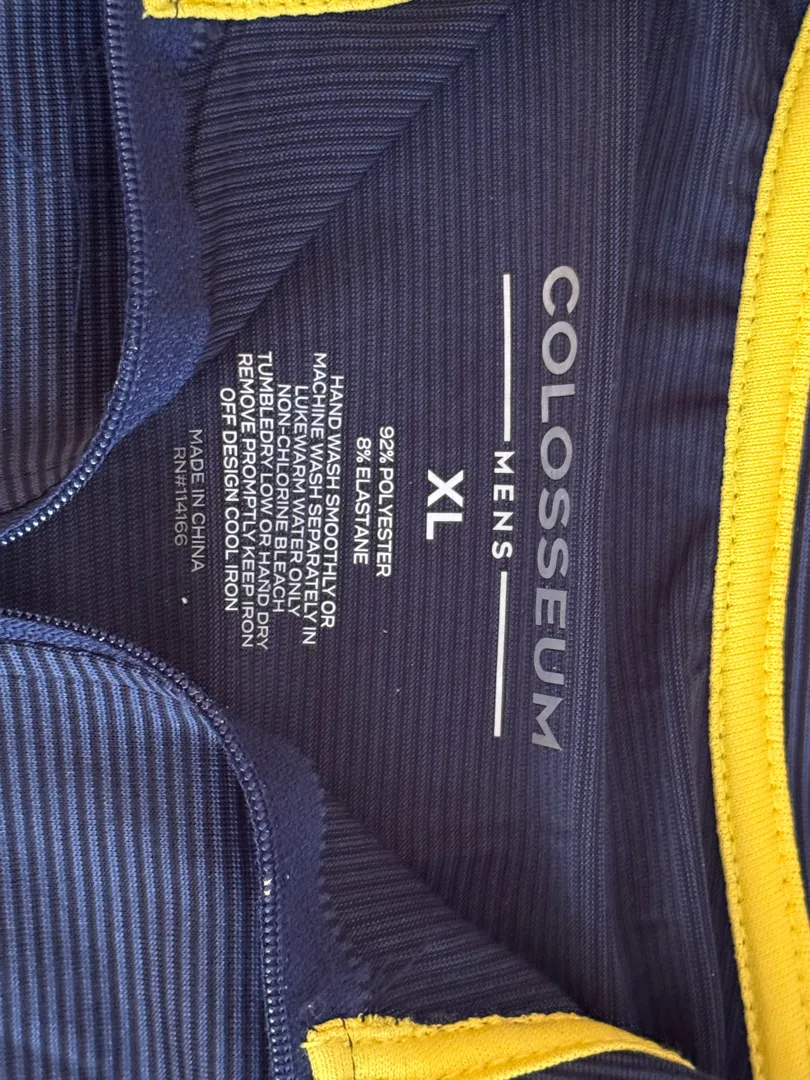 COLOSSEUM
MENS
XL
92% POLYESTER
8% ELASTANE
HAND WASH SMOOTHLY OR
MACHINE WASH SEPARATELY IN
LUKEWARM WATER ONLY
NON-CHLORINE BLEACH
TUMBLEDRY LOW, OR HAND DRY
REMOVE PROMPTLY KEEP IRON
OFF DESIGN COOL IRON
MADE IN CHINA
RN#114166